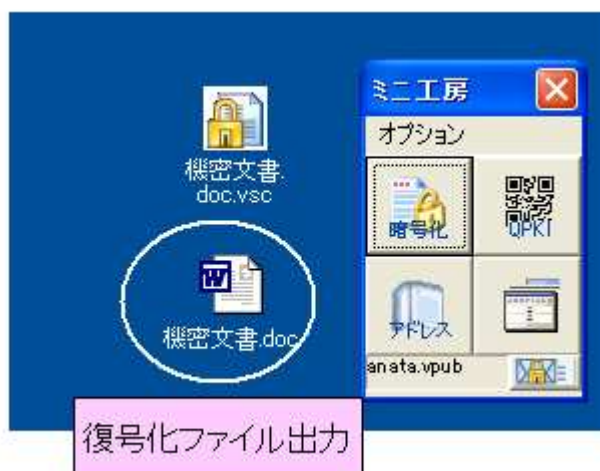 機密文書.
doc.vsc
機密文書.doc
ミニ工房
オプション
暗号化
QPKI
アドレス
anata.vpub
復号化ファイル出力